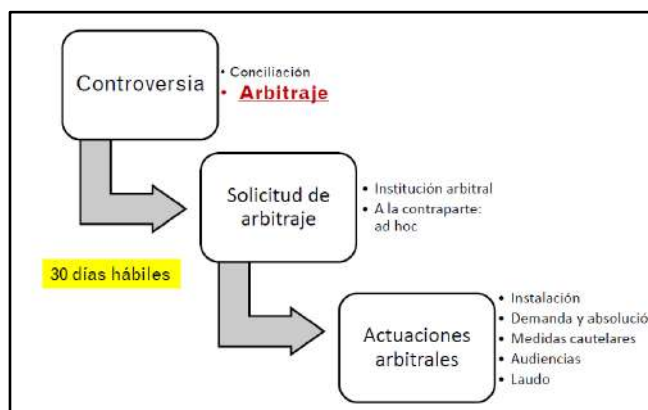 Controversia
• Conciliación
• Arbitraje
Solicitud de
arbitraje
• Institución arbitral
• A la contraparte:
ad hoc
30 días hábiles
Actuaciones
arbitrales
• Instalación
• Demanda y absolució
• Medidas cautelares
• Audiencias
• Laudo